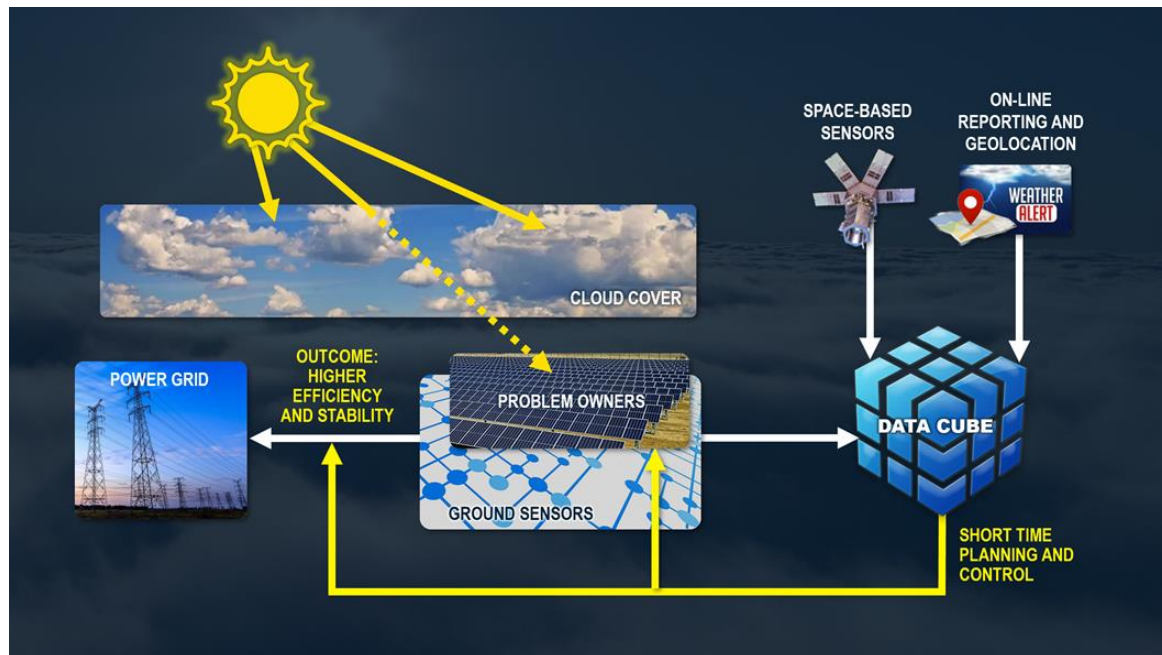 SPACE-BASED
SENSORS
ON-LINE
REPORTING AND
GEOLOCATION
WEATHER
ALERT
CLOUD COVER
POWER GRID
OUTCOME:
HIGHER
EFFICIENCY
AND STABILITY
PROBLEM OWNERS
GROUND SENSORS
DATA CUBE
SHORT TIME
PLANNING AND
CONTROL